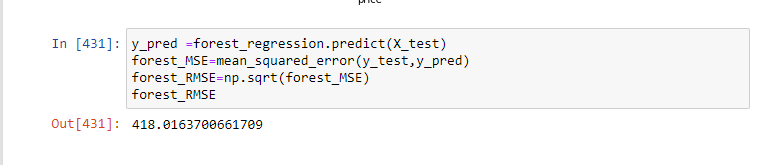 price
In [431]: y_pred =forest_regression.predict(X_test)
forest_MSE=mean_squared_error(y_test,y_pred)
forest_RMSE=np.sqrt(forest_MSE)
forest_RMSE
Out[431]: 418.0163700661709